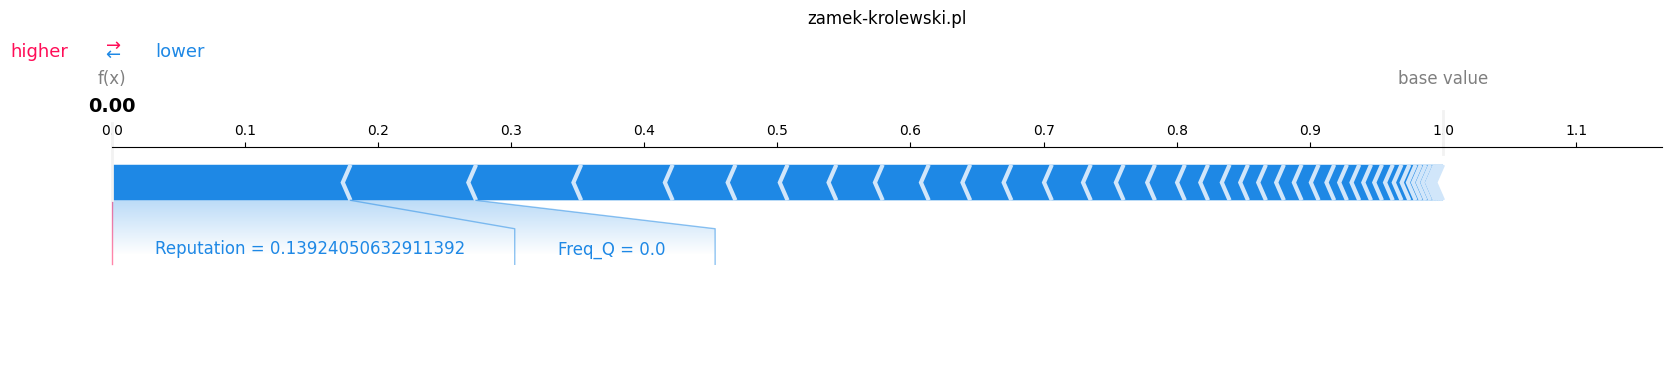 zamek-krolewski.pl
higher ⇄ lower
f(x) base value
0.00
0.0 0.1 0.2 0.3 0.4 0.5 0.6 0.7 0.8 0.9 1.0 1.1
Reputation = 0.13924050632911392 Freq_Q = 0.0